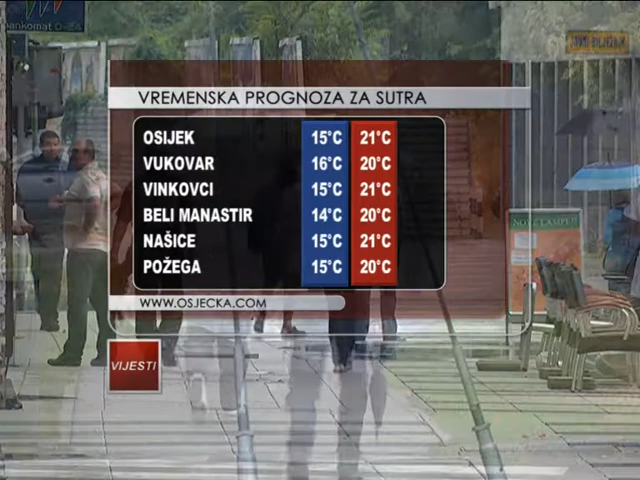 VREMENSKA PROGNOZA ZA SUTRA
OSIJEK 15°C 21°C
VUKOVAR 16°C 20°C
VINKOVCI 15°C 21°C
BELI MANASTIR 14°C 20°C
NAŠICE 15°C 21°C
POŽEGA 15°C 20°C
WWW.OSJECKA.COM
VIJESTI